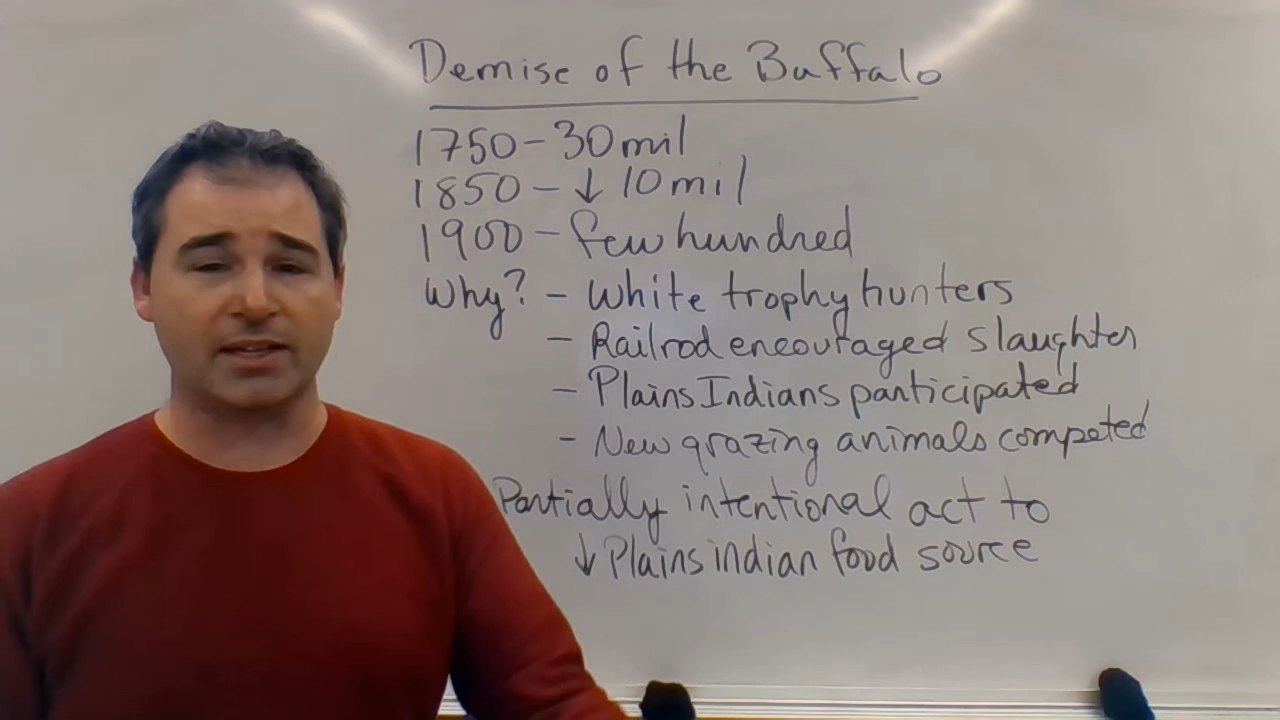 Demise of the Buffalo
1750 - 30 mil
1850 - ↓ 10 mil
1900 - few hundred
Why? - White trophy hunters
- Railrod encouraged slaughter
- Plains Indians participated
- New grazing animals competed
Partially intentional act to
↓ Plains indian food source